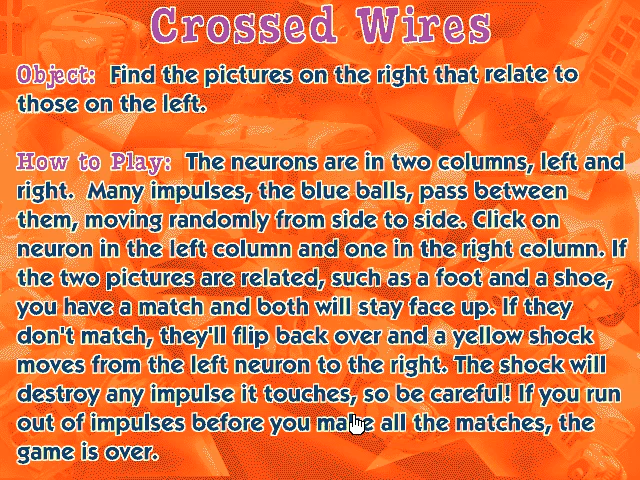 Crossed Wires
Object: Find the pictures on the right that relate to
those on the left.
How to Play: The neurons are in two columns, left and
right. Many impulses, the blue balls, pass between
them, moving randomly from side to side. Click on
neuron in the left column and one in the right column. If
the two pictures are related, such as a foot and a shoe,
you have a match and both will stay face up. If they
don't match, they'll flip back over and a yellow shock
moves from the left neuron to the right. The shock will
destroy any impulse it touches, so be careful! If you run
out of impulses before you make all the matches, the
game is over.